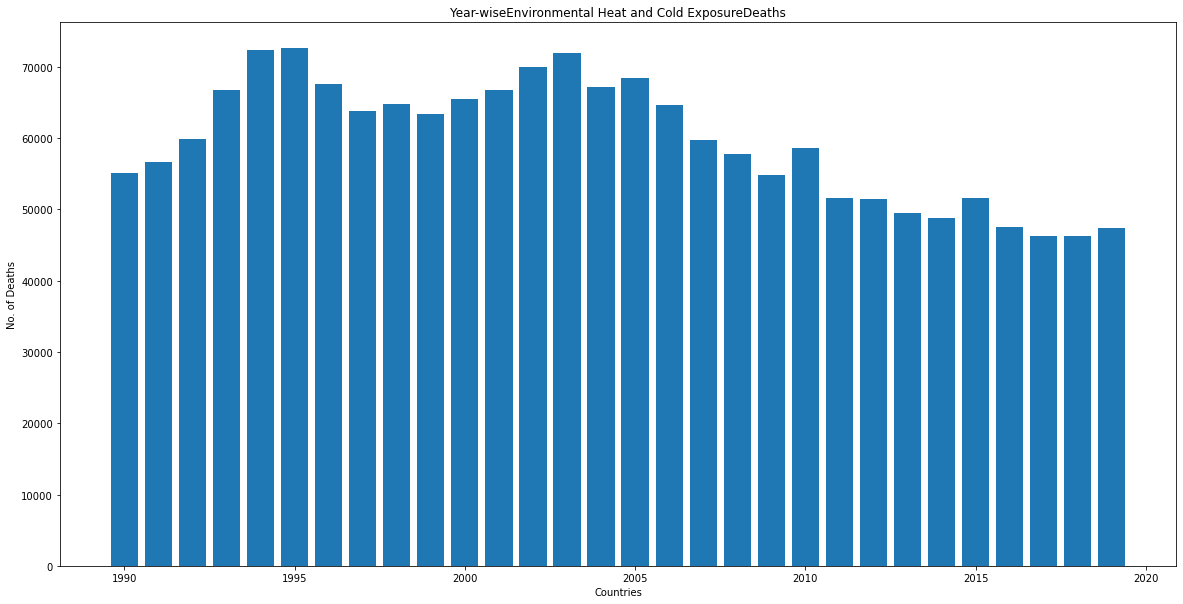 Year-wiseEnvironmental Heat and Cold ExposureDeaths
No. of Deaths
70000
60000
50000
40000
30000
20000
10000
0
1990 1995 2000 2005 2010 2015 2020
Countries